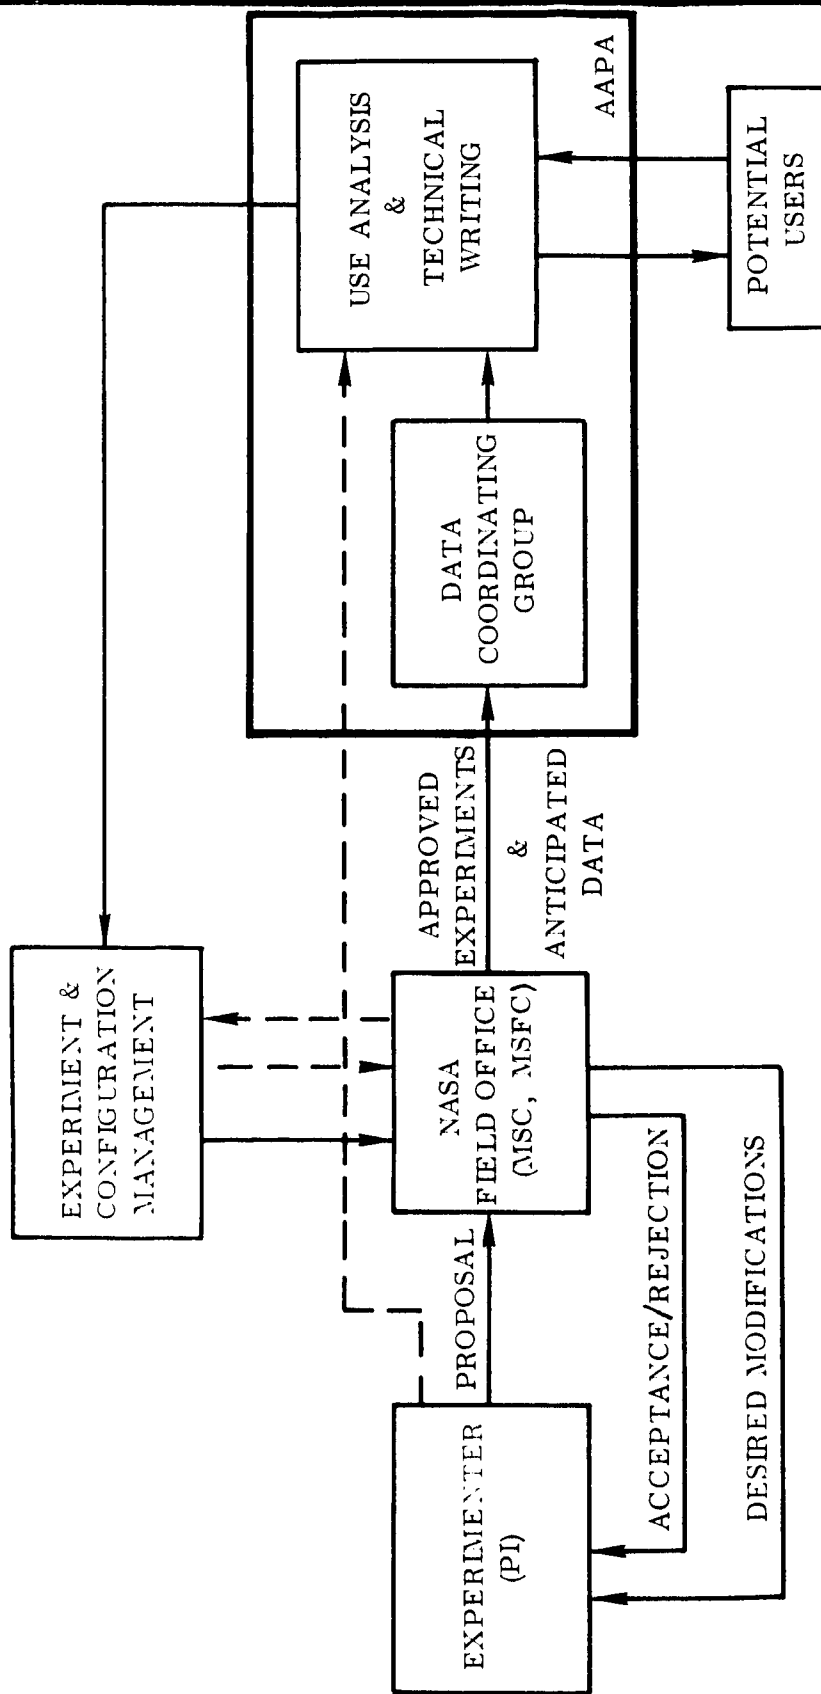 EXPERIMENT &
CONFIGURATION
MANAGEMENT
EXPERIMENTER
(PI)
PROPOSAL
NASA
FIELD OFFICE
(MSC, MSFC)
APPROVED
EXPERIMENTS
&
ANTICIPATED
DATA
DATA
COORDINATING
GROUP
USE ANALYSIS
&
TECHNICAL
WRITING
AAPA
ACCEPTANCE/REJECTION
DESIRED MODIFICATIONS
POTENTIAL
USERS